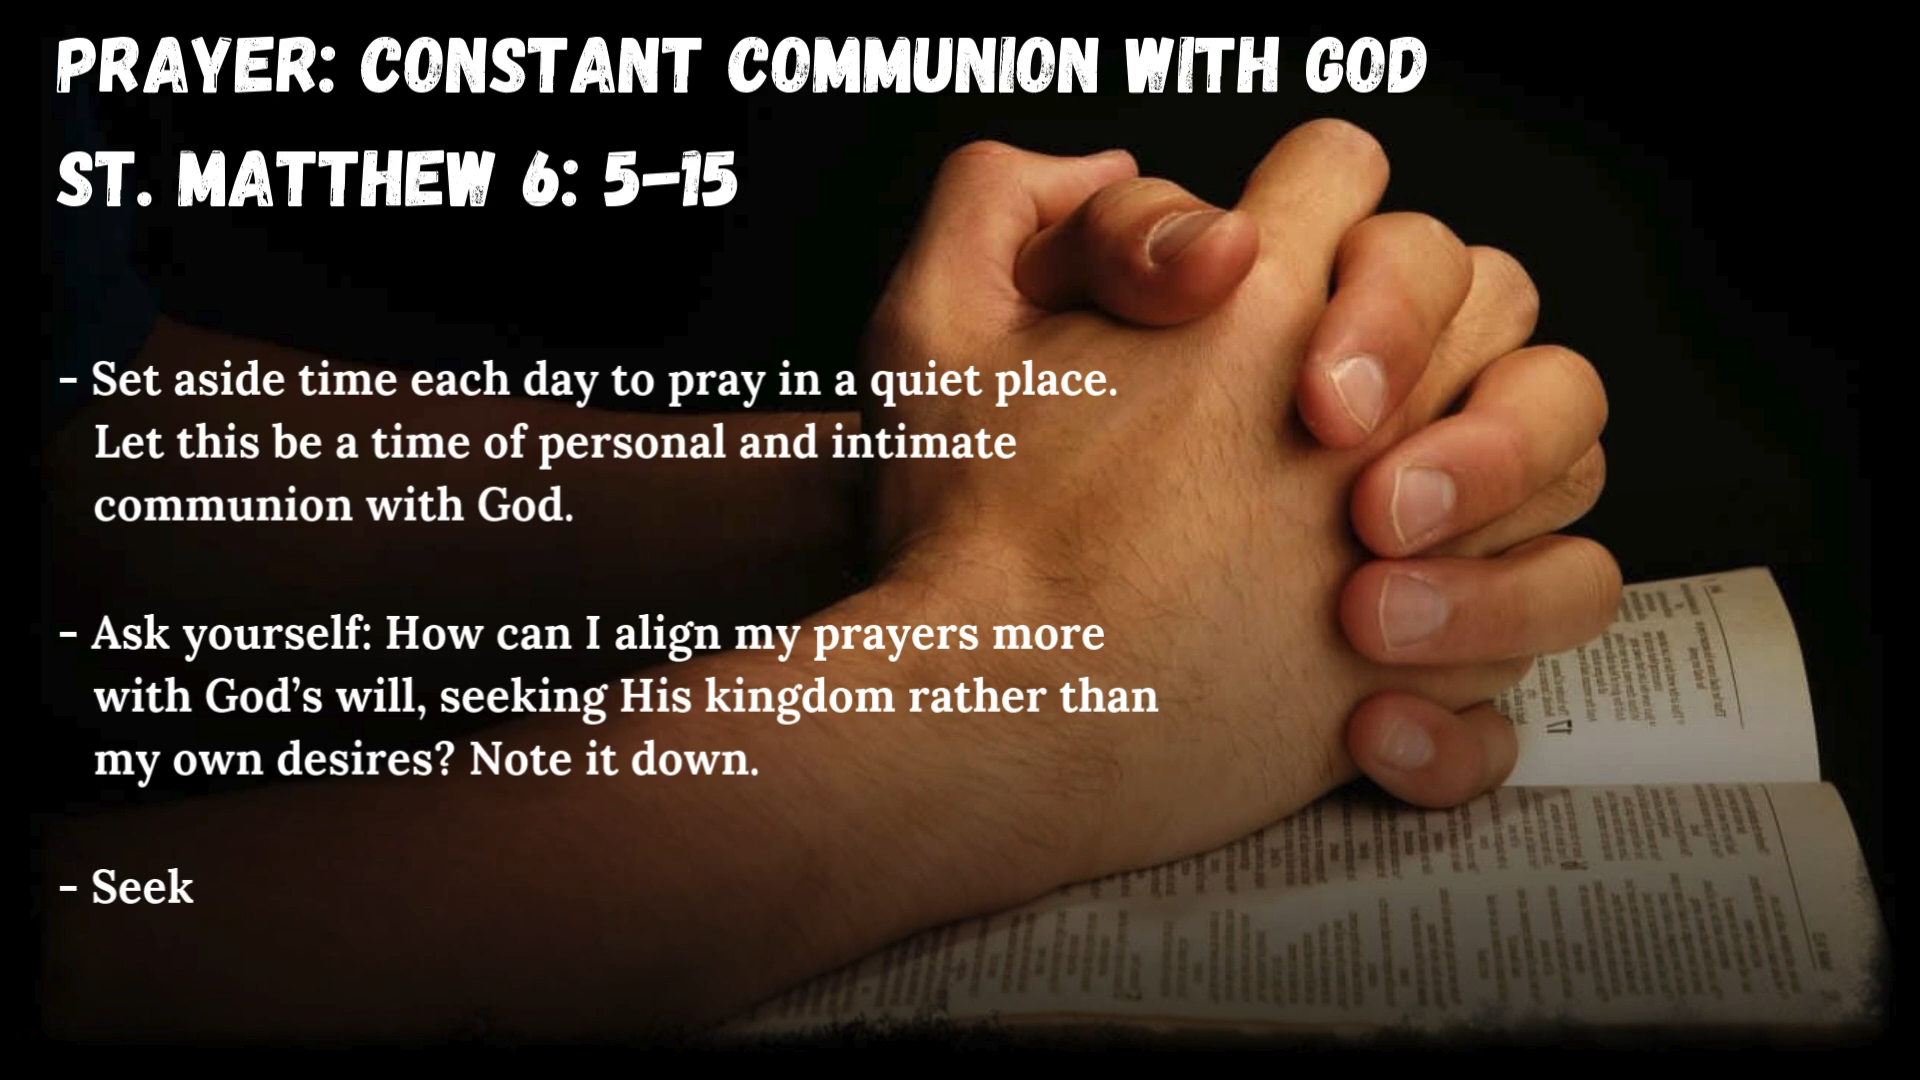 PRAYER: CONSTANT COMMUNION WITH GOD
ST. MATTHEW 6: 5–15
- Set aside time each day to pray in a quiet place.
Let this be a time of personal and intimate
communion with God.
- Ask yourself: How can I align my prayers more
with God’s will, seeking His kingdom rather than
my own desires? Note it down.
- Seek